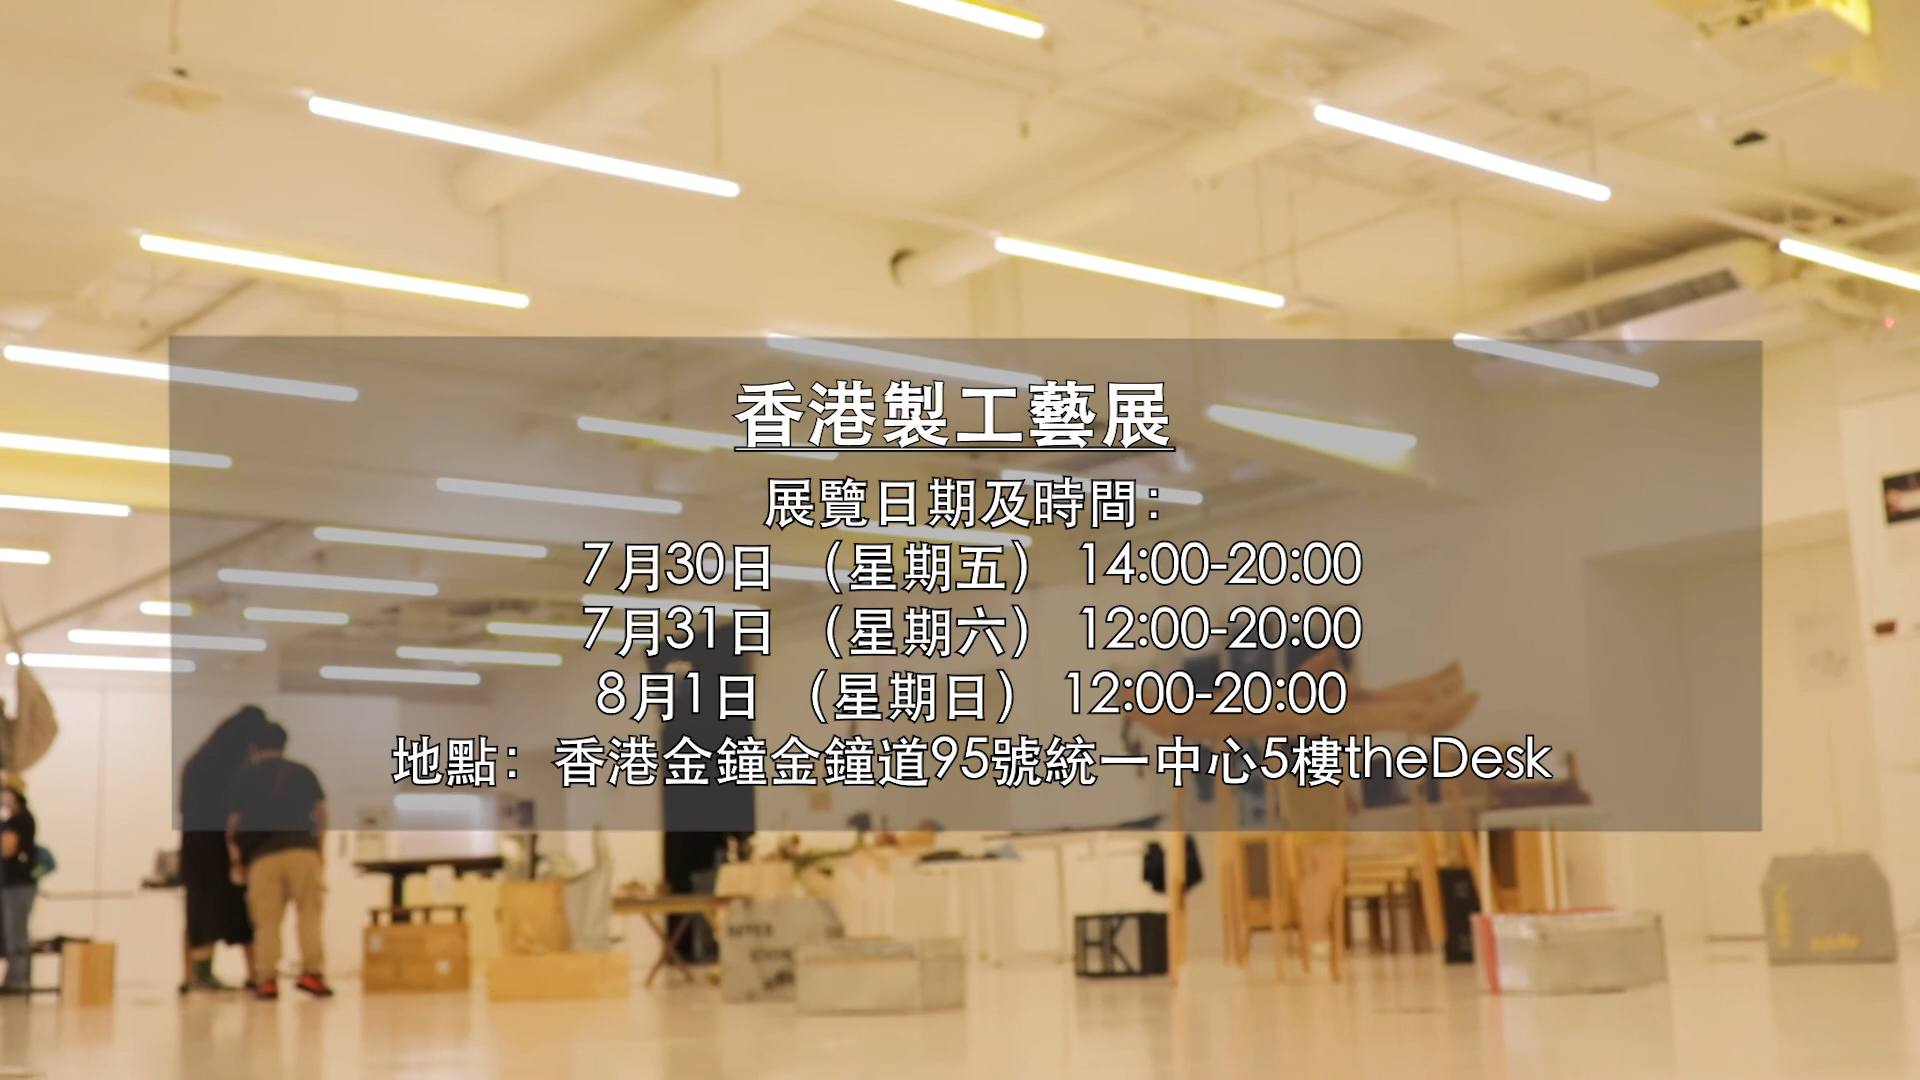 香港製工藝展
展覽日期及時間：
7月30日 （星期五） 14:00-20:00
7月31日 （星期六） 12:00-20:00
8月1日 （星期日） 12:00-20:00
地點：香港金鐘金鐘道95號統一中心5樓theDesk
HK